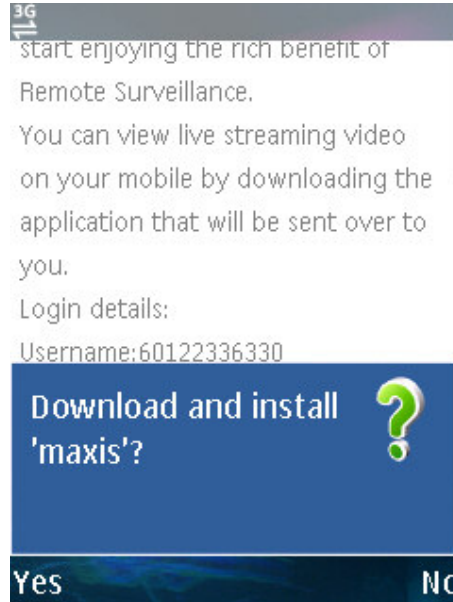 3G
start enjoying the rich benefit of
Remote Surveillance.
You can view live streaming video
on your mobile by downloading the
application that will be sent over to
you.
Login details:
Username:60122336330
Download and install
'maxis'?
Yes
No